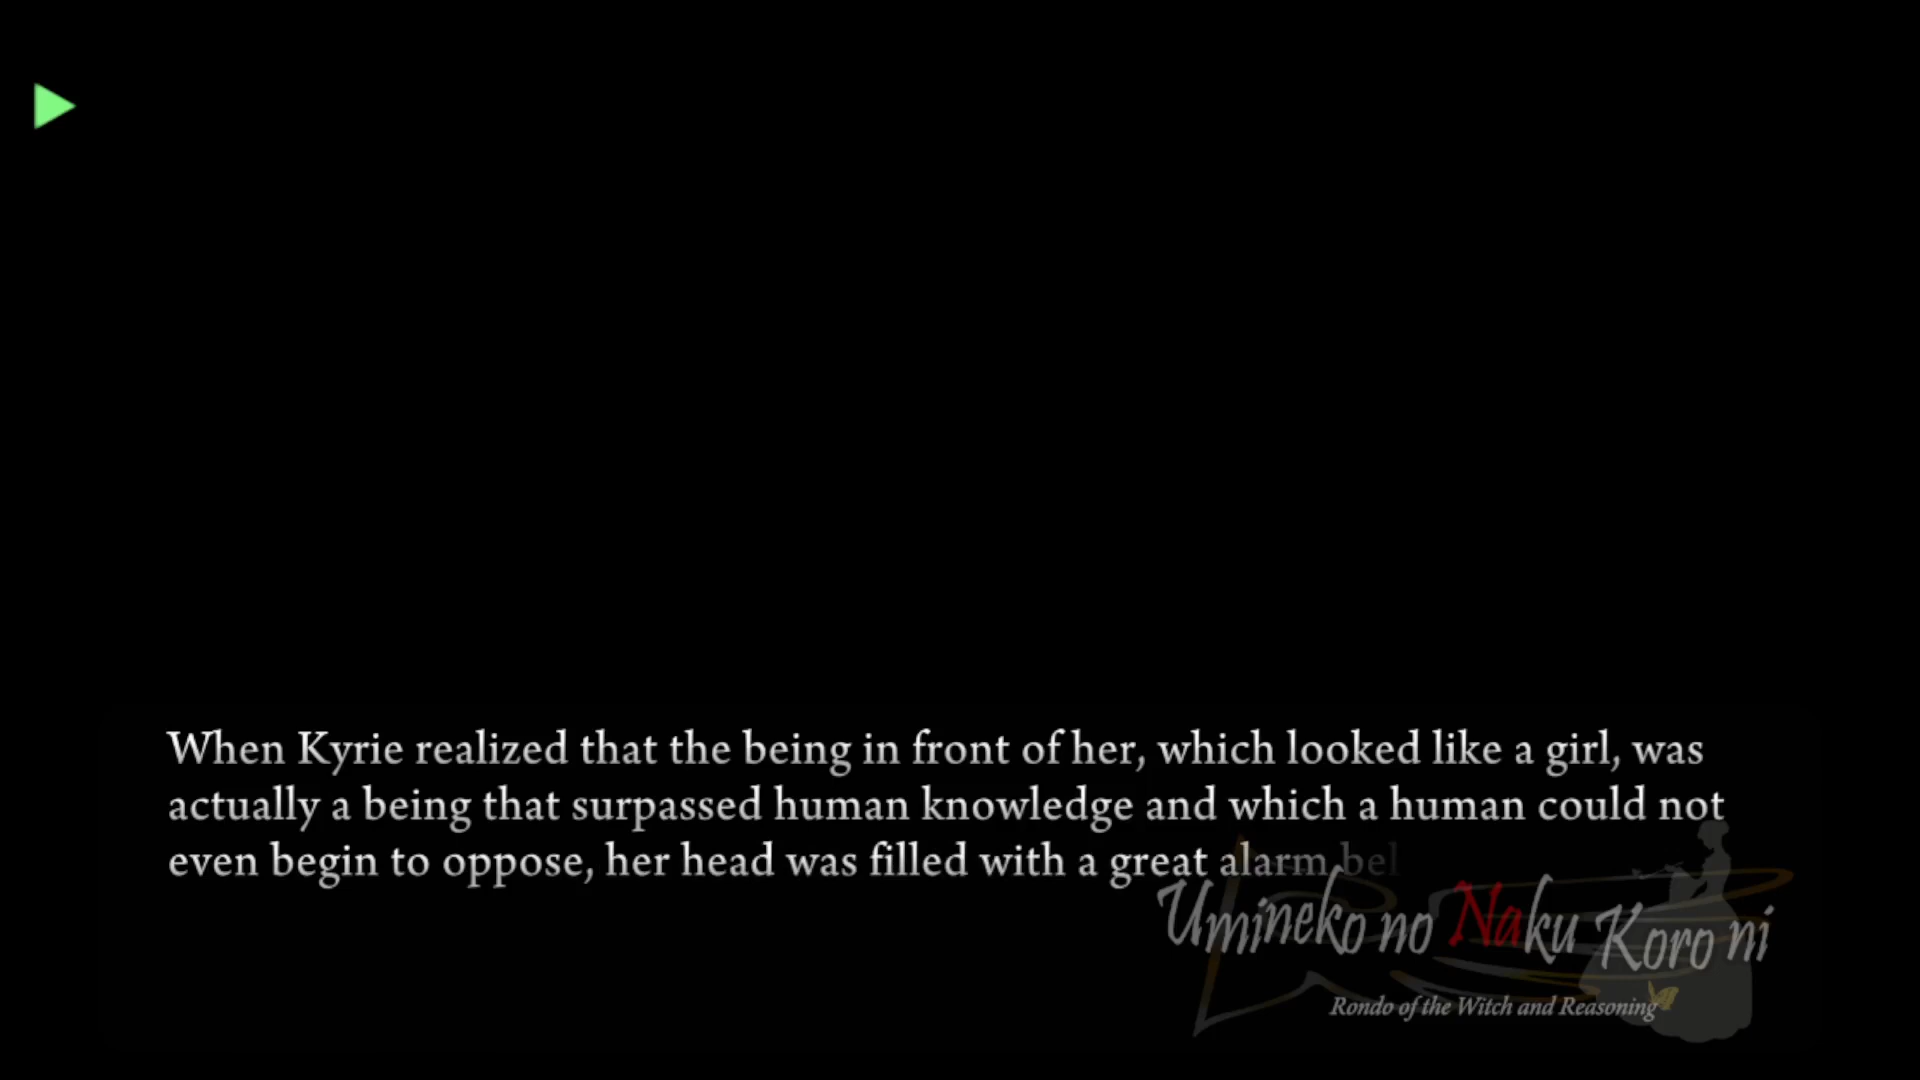 When Kyrie realized that the being in front of her, which looked like a girl, was
actually a being that surpassed human knowledge and which a human could not
even begin to oppose, her head was filled with a great alarm bel
Umineko no Naku Koro ni
Rondo of the Witch and Reasoning